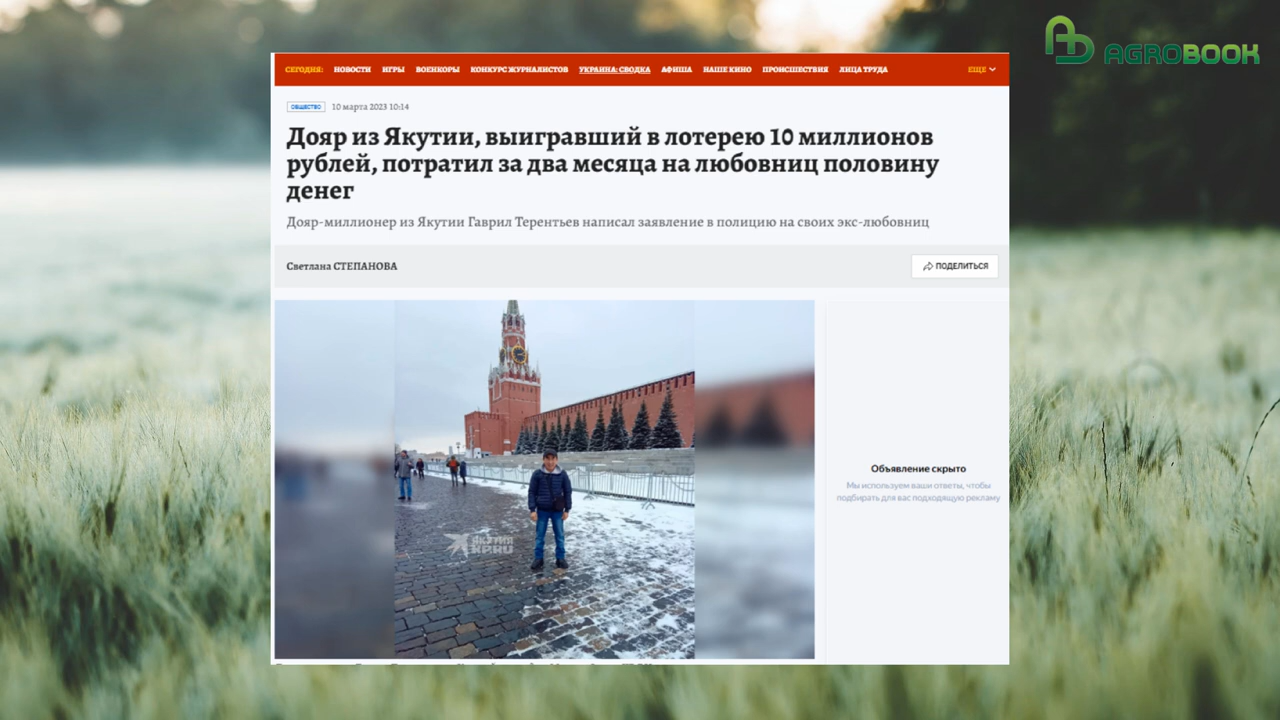 AGROBOOK
СЕГОДНЯ: НОВОСТИ ИГРЫ ВОЕНКОРЫ КОНКУРС ЖУРНАЛИСТОВ УКРАИНА: СВОДКА АФИША НАШЕ КИНО ПРОИСШЕСТВИЯ ЛИЦА ТРУДА ЕЩЕ
ОБЩЕСТВО 10 марта 2023 10:14
Дояр из Якутии, выигравший в лотерею 10 миллионов
рублей, потратил за два месяца на любовниц половину
денег
Дояр-миллионер из Якутии Гаврил Терентьев написал заявление в полицию на своих экс-любовниц
Светлана СТЕПАНОВА
ПОДЕЛИТЬСЯ
ЯКУТИЯ
KP.RU
Объявление скрыто
Мы используем ваши ответы, чтобы
подбирать для вас подходящую рекламу